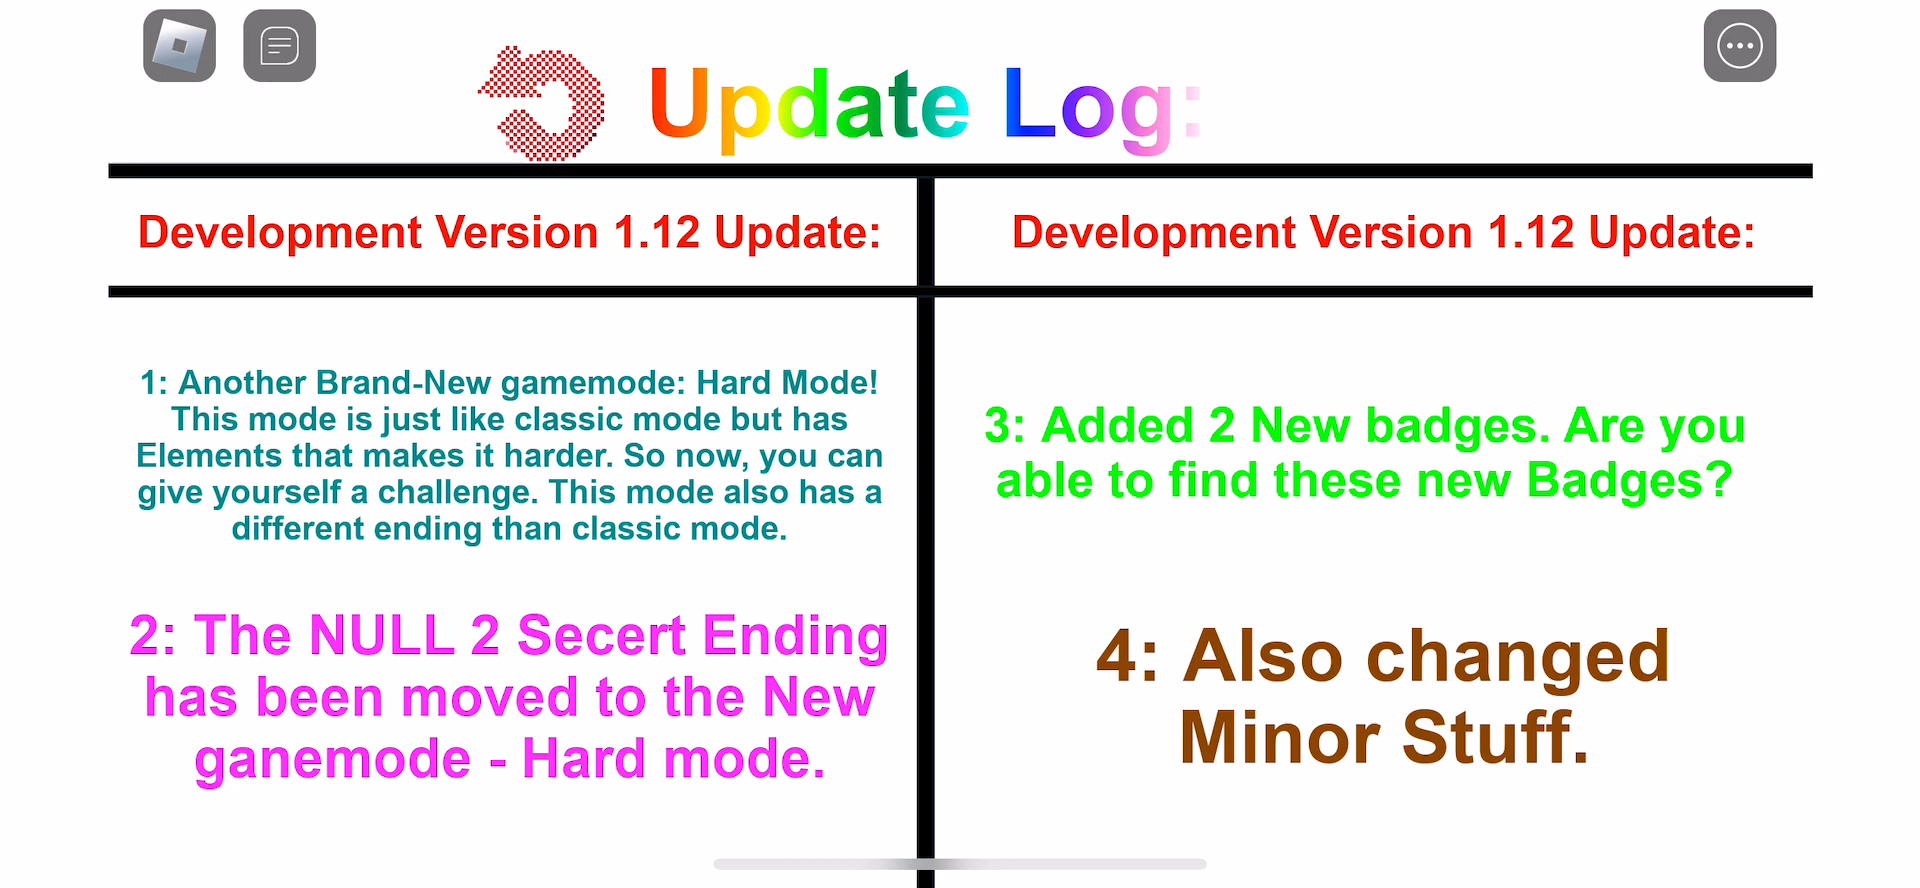 Update Log:
Development Version 1.12 Update:
1: Another Brand-New gamemode: Hard Mode!
This mode is just like classic mode but has
Elements that makes it harder. So now, you can
give yourself a challenge. This mode also has a
different ending than classic mode.
2: The NULL 2 Secert Ending
has been moved to the New
ganemode - Hard mode.
Development Version 1.12 Update:
3: Added 2 New badges. Are you
able to find these new Badges?
4: Also changed
Minor Stuff.